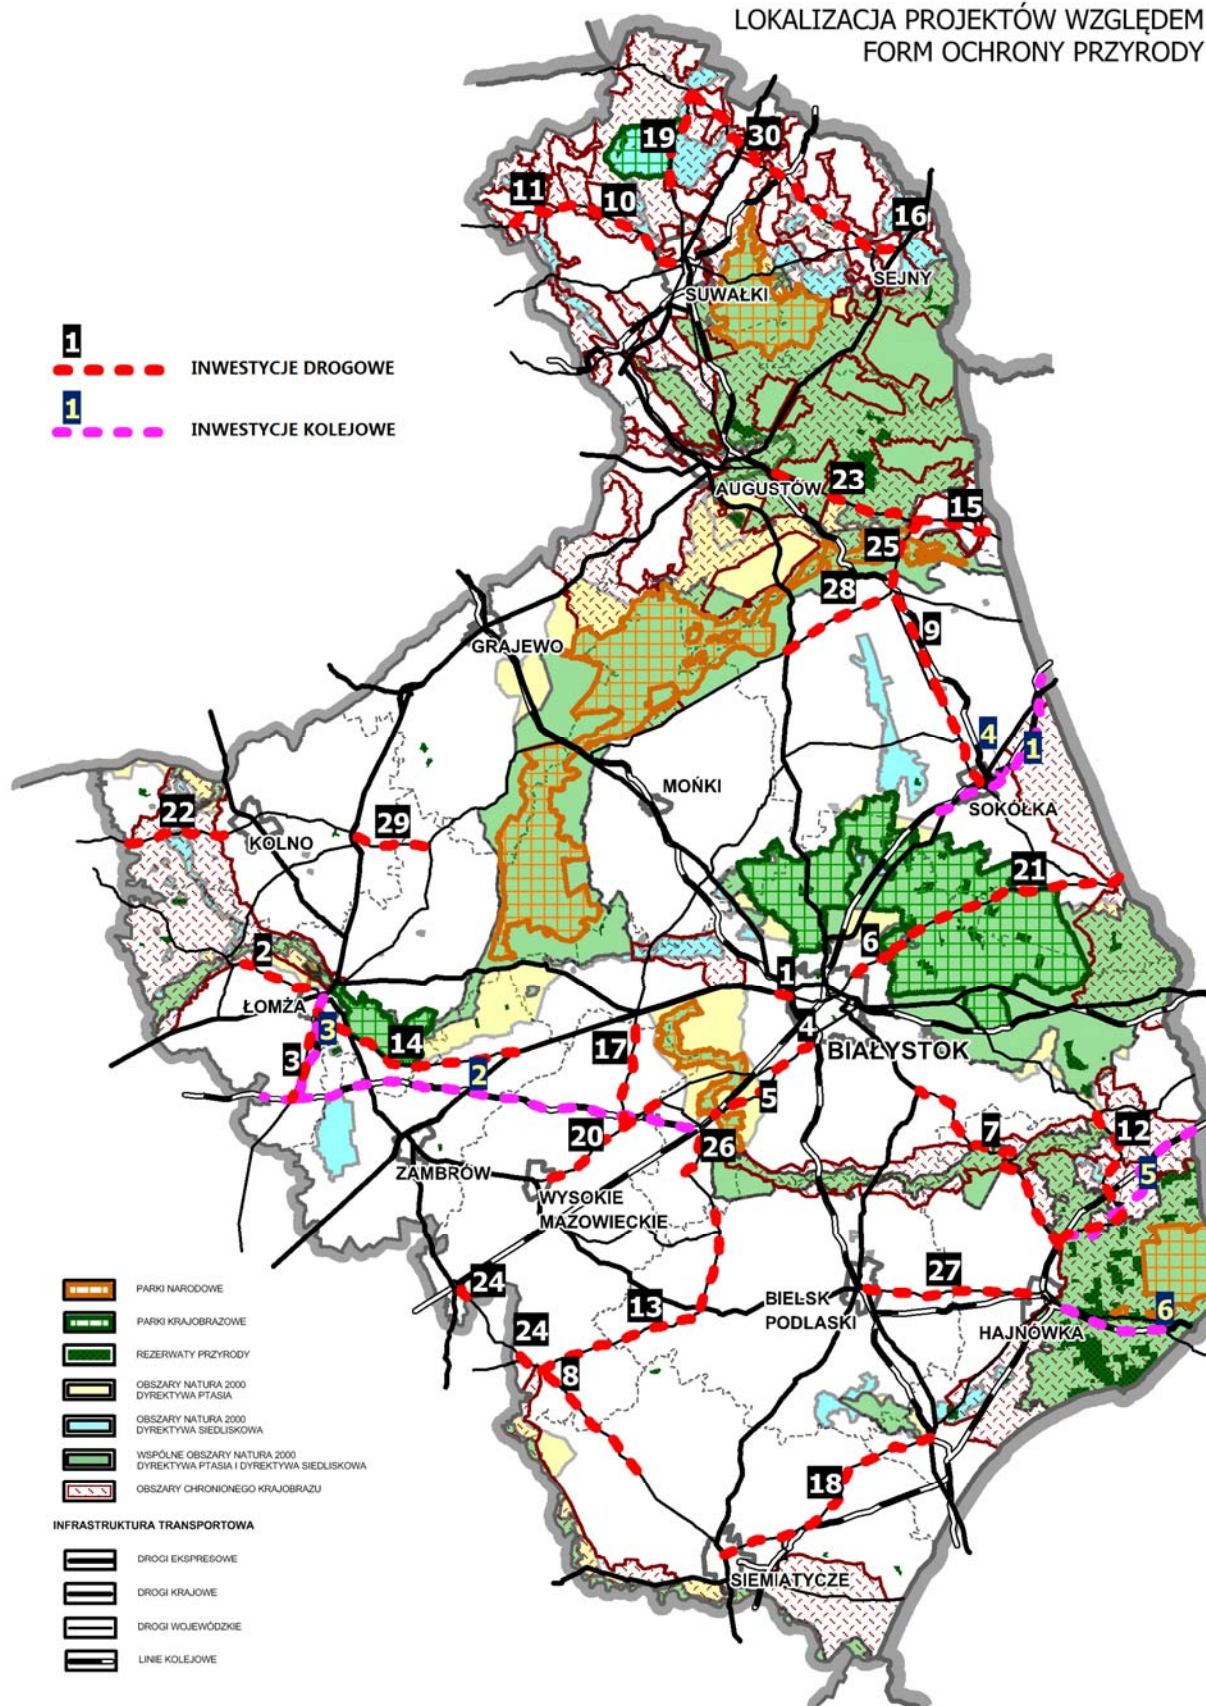 LOKALIZACJA PROJEKTÓW WZGLĘDEM
FORM OCHRONY PRZYRODY
19
30
11
10
16
SEJNY
SUWAŁKI
1
INWESTYCJE DROGOWE
1
INWESTYCJE KOLEJOWE
AUGUSTÓW
23
15
25
28
9
GRAJEWO
4
1
MOŃKI
SOKÓŁKA
22
29
KOLNO
21
2
6
1
ŁOMŻA
3
14
17
4
BIAŁYSTOK
3
2
5
20
26
7
12
5
ZAMBRÓW
WYSOKIE
MAZOWIECKIE
24
13
BIELSK
PODLASKI
27
HAJNÓWKA
6
24
8
18
SIEMIATYCZE
PARKI NARODOWE
PARKI KRAJOBRAZOWE
REZERWATY PRZYRODY
OBSZARY NATURA 2000
DYREKTYWA PTASIA
OBSZARY NATURA 2000
DYREKTYWA SIEDLISKOWA
WSPÓLNE OBSZARY NATURA 2000
DYREKTYWA PTASIA I DYREKTYWA SIEDLISKOWA
OBSZARY CHRONIONEGO KRAJOBRAZU
INFRASTRUKTURA TRANSPORTOWA
DROGI EKSPRESOWE
DROGI KRAJOWE
DROGI WOJEWÓDZKIE
LINIE KOLEJOWE